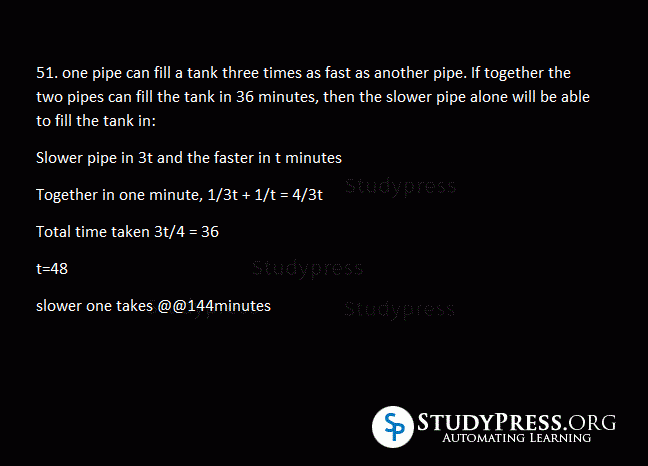 51. one pipe can fill a tank three times as fast as another pipe. If together the
two pipes can fill the tank in 36 minutes, then the slower pipe alone will be able
to fill the tank in:
Slower pipe in 3t and the faster in t minutes
Studypress
Together in one minute, 1/3t + 1/t = 4/3t
Total time taken 3t/4 = 36
t=48
Studypress
slower one takes @@144minutes
Studypress
SP
STUDYPRESS.ORG
AUTOMATING LEARNING